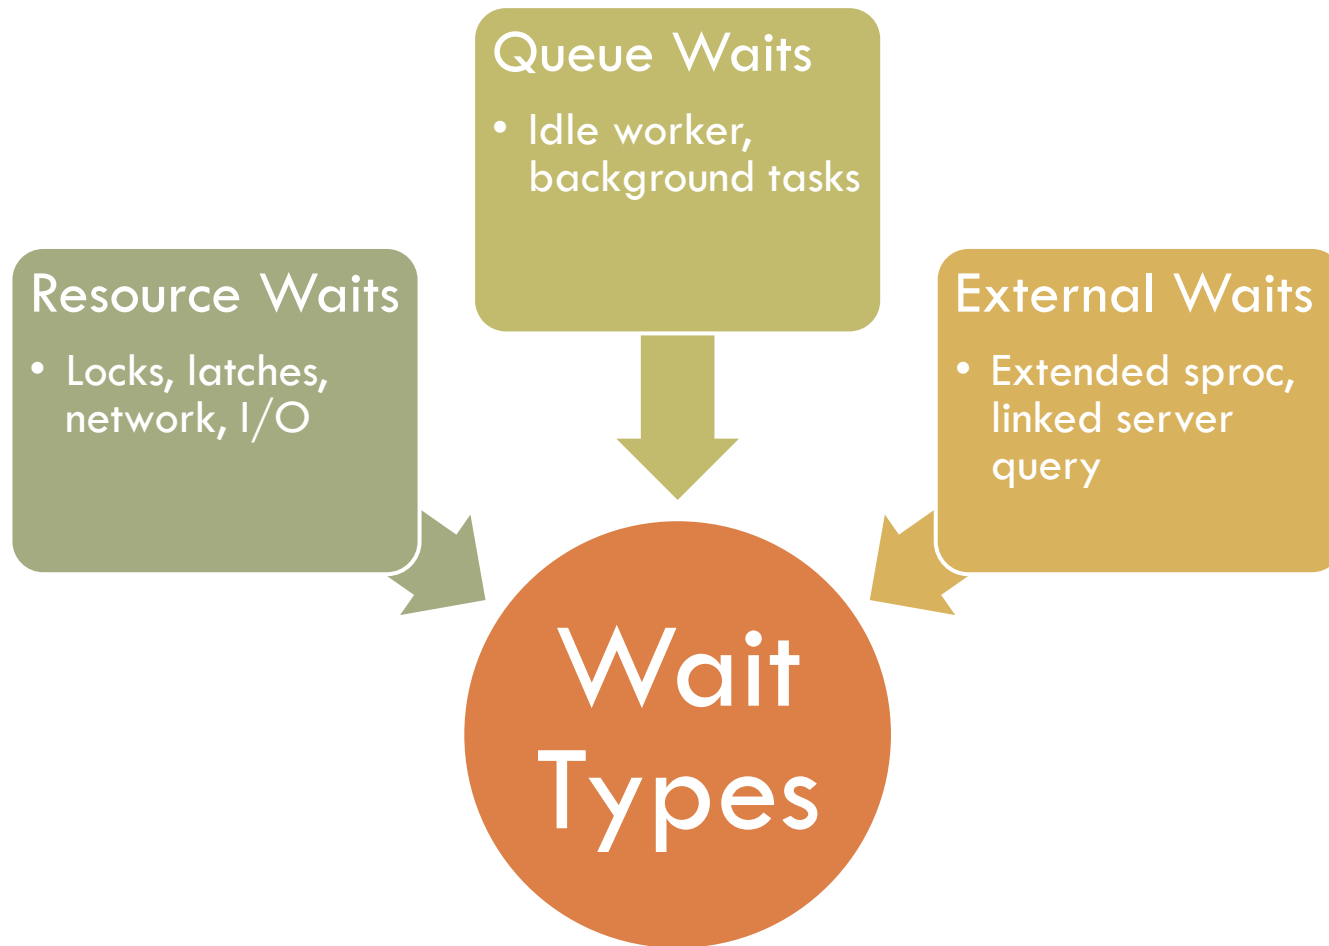 Queue Waits
• Idle worker,
background tasks
Resource Waits
• Locks, latches,
network, I/O
External Waits
• Extended sproc,
linked server
query
Wait
Types